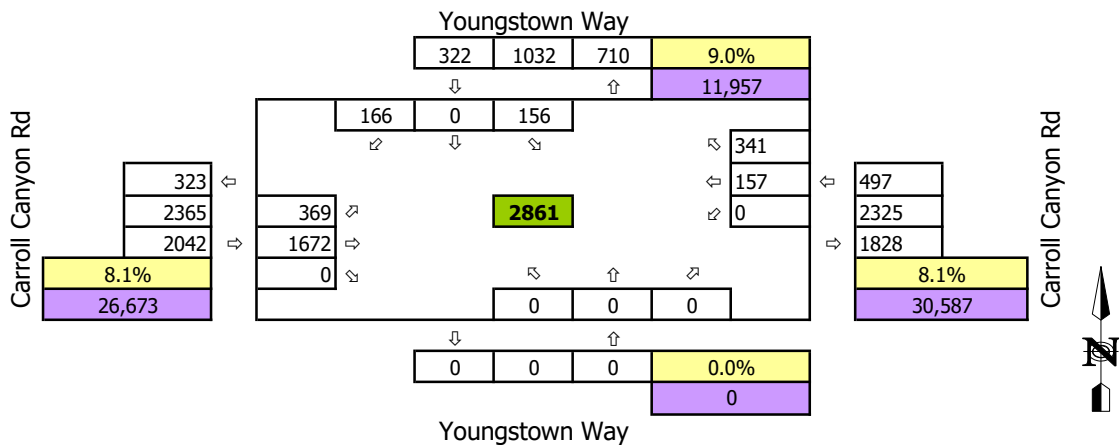 Youngstown Way
322 1032 710 9.0%
⇩ ⇧ 11,957
166 0 156
⇙ ⇩ ⇘
⇖ 341
323 ⇦ ⇦ 157 ⇦ 497
2365 369 ⇗ 2861 ⇙ 0 2325
2042 ⇨ 1672 ⇨ ⇨ 1828
8.1% 0 ⇘ ⇖ ⇧ ⇗ 8.1%
26,673 0 0 0 30,587
Carroll Canyon Rd
Carroll Canyon Rd
⇩ ⇧
0 0 0 0.0%
0
Youngstown Way
N